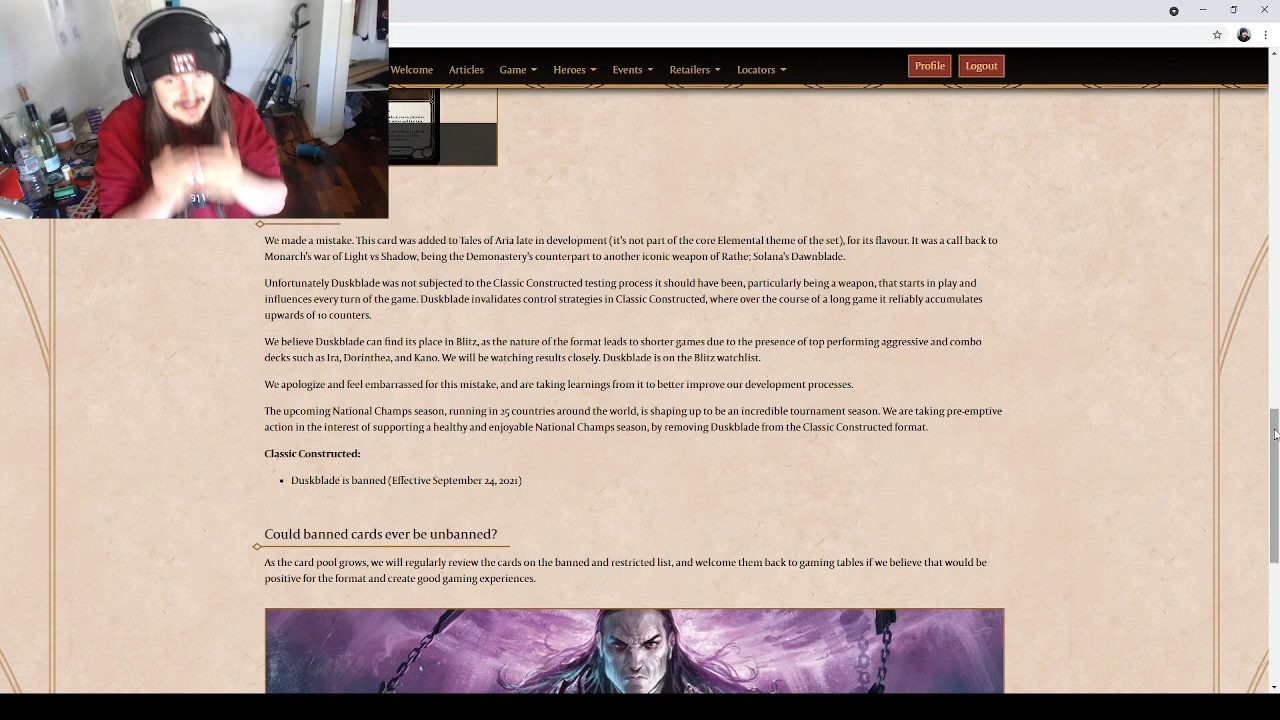 Welcome Articles Game Heroes Events Retailers Locators Profile Logout
We made a mistake. This card was added to Tales of Aria late in development (it's not part of the core Elemental theme of the set), for its flavour. It was a call back to
Monarch's war of Light vs Shadow, being the Demonastery's counterpart to another iconic weapon of Rathe; Solana's Dawnblade.
Unfortunately Duskblade was not subjected to the Classic Constructed testing process it should have been, particularly being a weapon, that starts in play and
influences every turn of the game. Duskblade invalidates control strategies in Classic Constructed, where over the course of a long game it reliably accumulates
upwards of 10 counters.
We believe Duskblade can find its place in Blitz, as the nature of the format leads to shorter games due to the presence of top performing aggressive and combo
decks such as Ira, Dorinthea, and Kano. We will be watching results closely. Duskblade is on the Blitz watchlist.
We apologize and feel embarrassed for this mistake, and are taking learnings from it to better improve our development processes.
The upcoming National Champs season, running in 25 countries around the world, is shaping up to be an incredible tournament season. We are taking pre-emptive
action in the interest of supporting a healthy and enjoyable National Champs season, by removing Duskblade from the Classic Constructed format.
Classic Constructed:
• Duskblade is banned (Effective September 24, 2021)
Could banned cards ever be unbanned?
As the card pool grows, we will regularly review the cards on the banned and restricted list, and welcome them back to gaming tables if we believe that would be
positive for the format and create good gaming experiences.